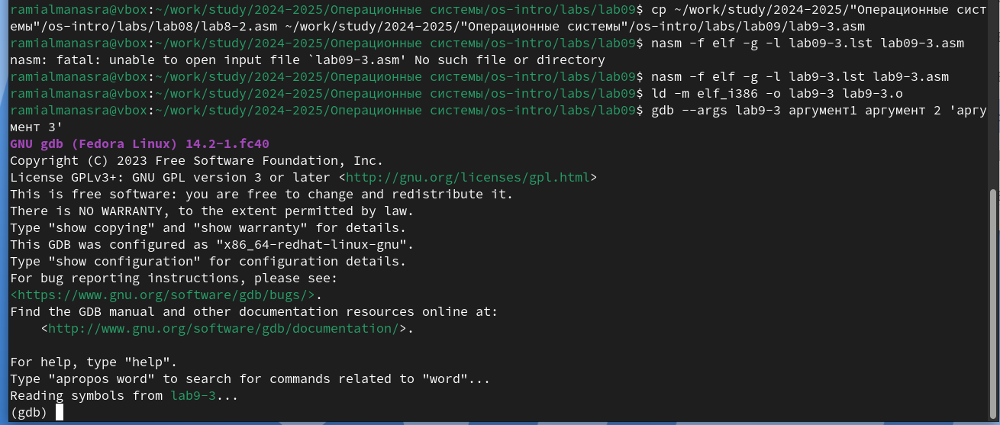 ramialmanasra@vbox:~/work/study/2024-2025/Операционные системы/os-intro/labs/lab09$ cp ~/work/study/2024-2025/"Операционные сист
емы"/os-intro/labs/lab08/lab8-2.asm ~/work/study/2024-2025/"Операционные системы"/os-intro/labs/lab09/lab9-3.asm
ramialmanasra@vbox:~/work/study/2024-2025/Операционные системы/os-intro/labs/lab09$ nasm -f elf -g -l lab09-3.lst lab09-3.asm
nasm: fatal: unable to open input file `lab09-3.asm' No such file or directory
ramialmanasra@vbox:~/work/study/2024-2025/Операционные системы/os-intro/labs/lab09$ nasm -f elf -g -l lab9-3.lst lab9-3.asm
ramialmanasra@vbox:~/work/study/2024-2025/Операционные системы/os-intro/labs/lab09$ ld -m elf_i386 -o lab9-3 lab9-3.o
ramialmanasra@vbox:~/work/study/2024-2025/Операционные системы/os-intro/labs/lab09$ gdb --args lab9-3 аргумент1 аргумент 2 'аргу
мент 3'
GNU gdb (Fedora Linux) 14.2-1.fc40
Copyright (C) 2023 Free Software Foundation, Inc.
License GPLv3+: GNU GPL version 3 or later <http://gnu.org/licenses/gpl.html>
This is free software: you are free to change and redistribute it.
There is NO WARRANTY, to the extent permitted by law.
Type "show copying" and "show warranty" for details.
This GDB was configured as "x86_64-redhat-linux-gnu".
Type "show configuration" for configuration details.
For bug reporting instructions, please see:
<https://www.gnu.org/software/gdb/bugs/>.
Find the GDB manual and other documentation resources online at:
    <http://www.gnu.org/software/gdb/documentation/>.

For help, type "help".
Type "apropos word" to search for commands related to "word"...
Reading symbols from lab9-3...
(gdb)